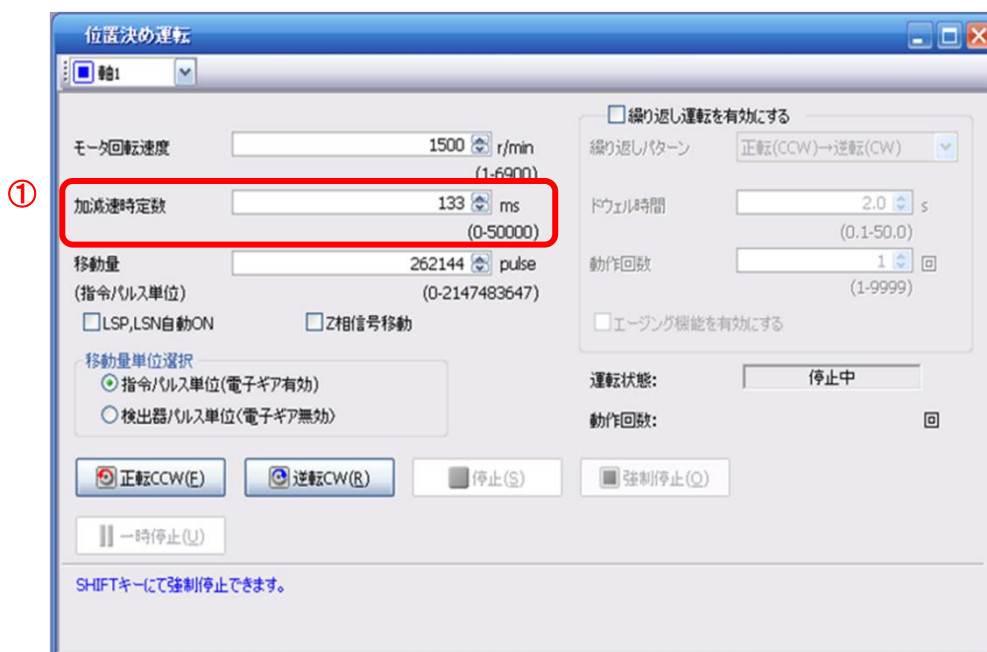 位置決め運転
軸1
①
モータ回転速度 1500 r/min
(1-6900)
加減速時定数 133 ms
(0-50000)
移動量 262144 pulse
(指令パルス単位) (0-2147483647)
LSP,LSN自動ON Z相信号移動
移動量単位選択
指令パルス単位(電子ギア有効)
検出器パルス単位(電子ギア無効)
繰り返し運転を有効にする
繰り返しパターン 正転(CCW)→逆転(CW)
ドウェル時間 2.0 s
(0.1-50.0)
動作回数 1 回
(1-9999)
エージング機能を有効にする
運転状態: 停止中
動作回数: 回
正転CCW(F) 逆転CW(R) 停止(S) 強制停止(O)
一時停止(U)
SHIFTキーにて強制停止できます。